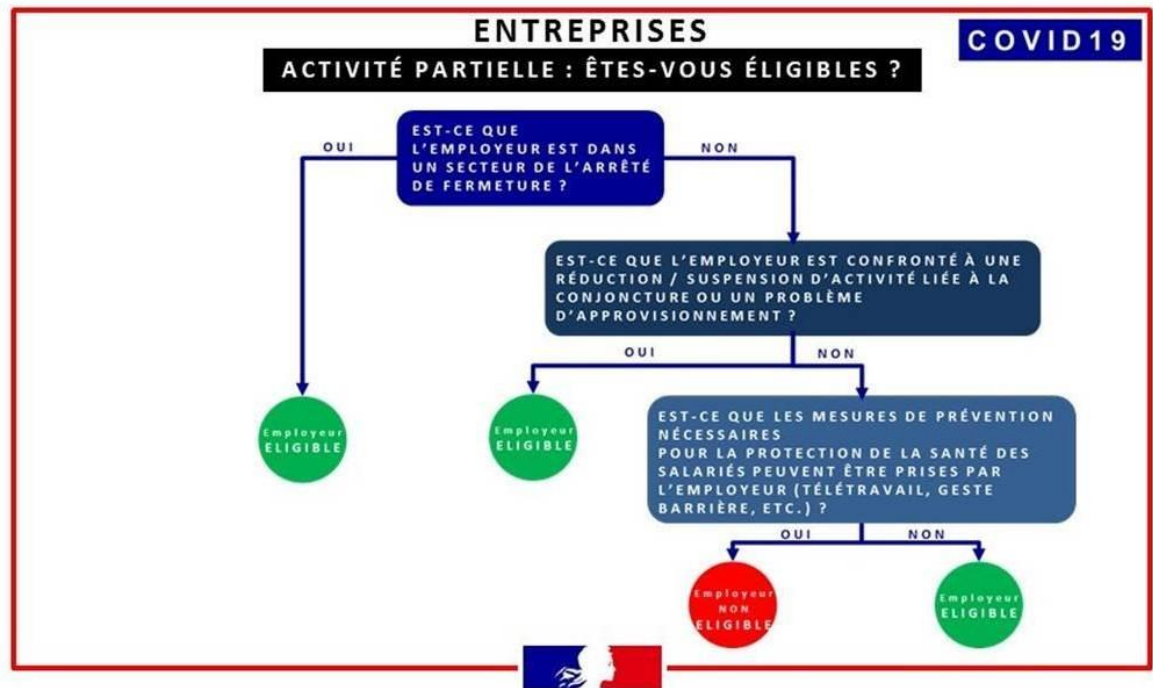 ENTREPRISES
COVID19
ACTIVITÉ PARTIELLE : ÊTES-VOUS ÉLIGIBLES ?
EST-CE QUE
L'EMPLOYEUR EST DANS
UN SECTEUR DE L'ARRÊTÉ
DE FERMETURE ?
OUI
NON
EST-CE QUE L'EMPLOYEUR EST CONFRONTÉ À UNE
RÉDUCTION / SUSPENSION D'ACTIVITÉ LIÉE À LA
CONJONCTURE OU UN PROBLÈME
D'APPROVISIONNEMENT ?
OUI
NON
Employeur
ELIGIBLE
Employeur
ELIGIBLE
EST-CE QUE LES MESURES DE PRÉVENTION
NÉCESSAIRES
POUR LA PROTECTION DE LA SANTÉ DES
SALARIÉS PEUVENT ÊTRE PRISES PAR
L'EMPLOYEUR (TÉLÉTRAVAIL, GESTE
BARRIÈRE, ETC.) ?
OUI
NON
Employeur
NON
ELIGIBLE
Employeur
ELIGIBLE